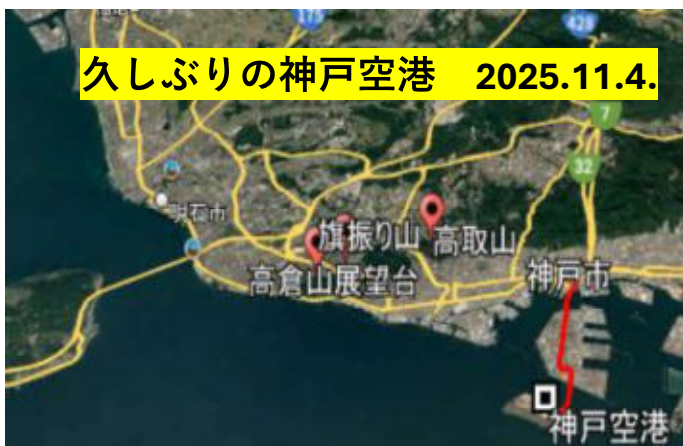 175
428
久しぶりの神戸空港　2025.11.4.
7
32
明石市
旗振り山
高取山
高倉山展望台
神戸市
神戸空港